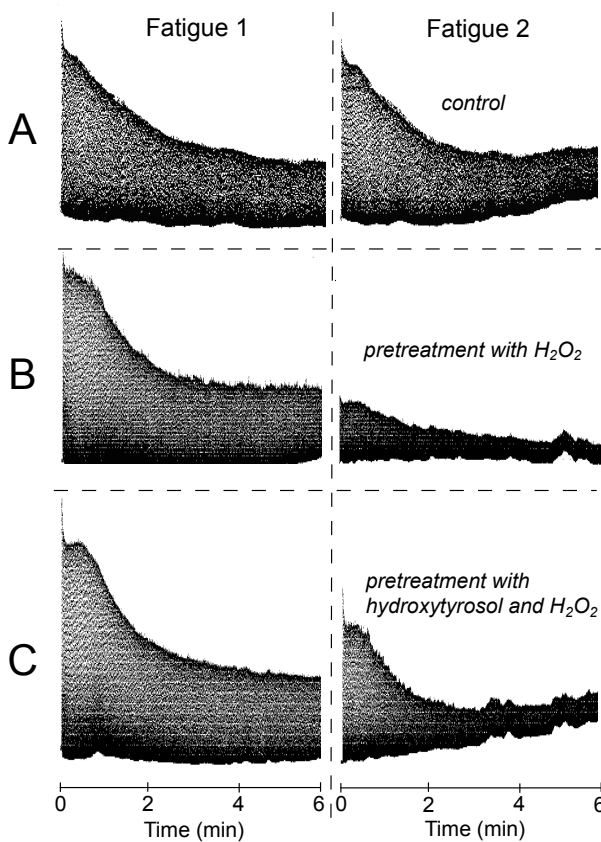 Fatigue 1
Fatigue 2
A
control
B
pretreatment with H₂O₂
C
pretreatment with
hydroxytyrosol and H₂O₂
0 2 4 6
0 2 4 6
Time (min)
Time (min)